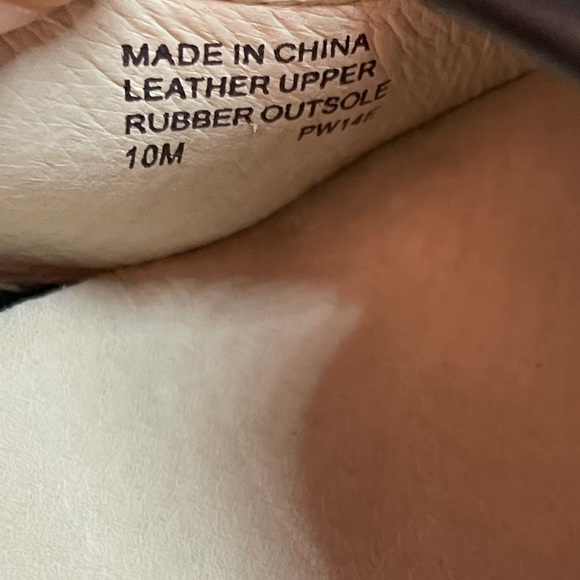 MADE IN CHINA
LEATHER UPPER
RUBBER OUTSOLE
10M